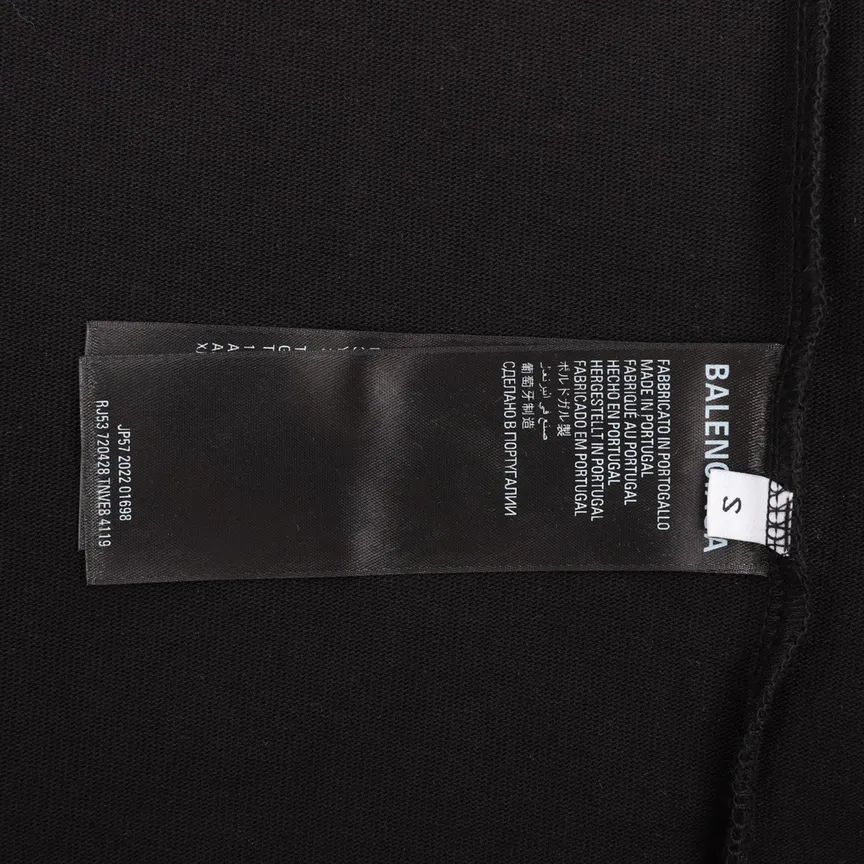 BALENCIAGA
S
FABBRICATO IN PORTOGALLO
MADE IN PORTUGAL
FABRIQUÉ AU PORTUGAL
HECHO EN PORTUGAL
HERGESTELLT IN PORTUGAL
FABRICADO EM PORTUGAL
ポルトガル製
صنع في البرتغال
葡萄牙制造
СДЕЛАНО В ПОРТУГАЛИИ
JP57 2022 01698
RJ53 720428 TNVE8 4119